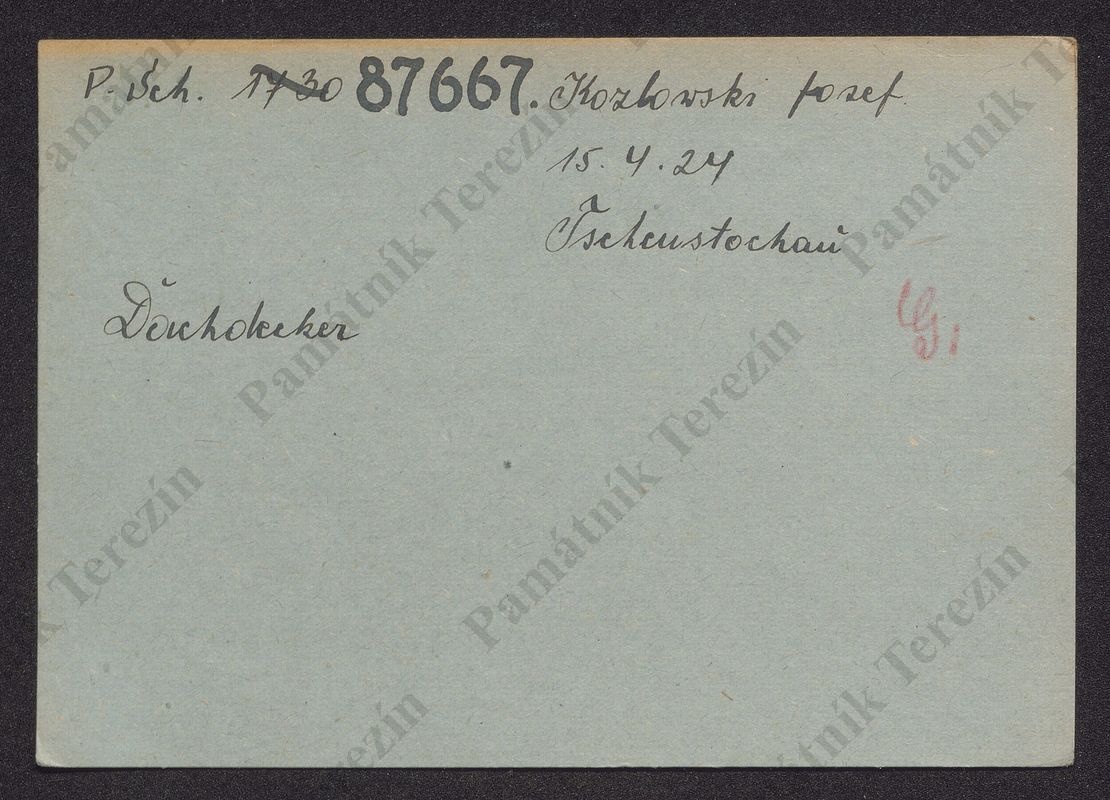 P. Sch. 1730 87667. Kozlowski Josef
15. 4. 24
Tschenstochau
Dachdecker
Památník Terezín